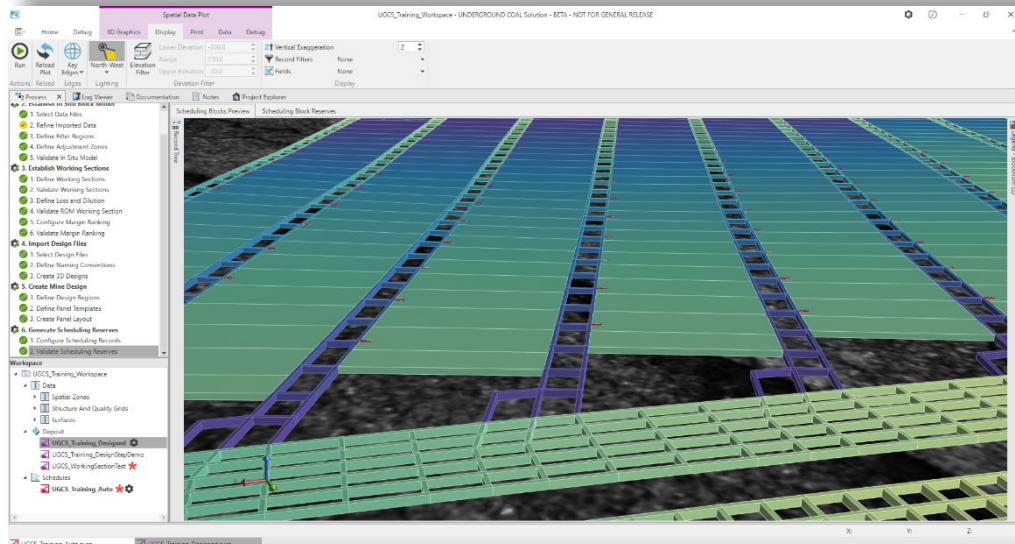 Spatial Data Plot
UGCS_Training_Workspace - UNDERGROUND COAL Solution - BETA - NOT FOR GENERAL RELEASE
Home Debug 3D Graphics Display Print Data Debug
Run
Reload Plot
Key Edges
North-West
Elevation Filter
Lower Elevation
Range
Upper Elevation
Vertical Exaggeration 2
Record Filters None
Fields None
Actions Reload Edges Lighting Elevation Filter Display
Process Log Viewer Documentation Notes Project Explorer
Scheduling Blocks Preview Scheduling Block Reserves
Record Tree
2. Establish In Situ Block Model
1. Select Data Files
2. Refine Imported Data
3. Define Filter Regions
4. Define Adjustment Zones
5. Validate In Situ Model
3. Establish Working Sections
1. Define Working Sections
2. Validate Working Sections
3. Define Loss and Dilution
4. Validate ROM Working Section
5. Configure Margin Ranking
6. Validate Margin Ranking
4. Import Design Files
1. Select Design Files
2. Define Naming Conventions
3. Create 3D Designs
5. Create Mine Design
1. Define Design Regions
2. Define Panel Templates
3. Create Panel Layout
6. Generate Scheduling Reserves
1. Configure Scheduling Records
2. Validate Scheduling Reserves
Workspace
UGCS_Training_Workspace
Data
Spatial Zones
Structure And Quality Grids
Surfaces
Deposit
UGCS_Training_Designed
UGCS_Training_DesignStepDemo
UGCS_WorkingSectionTest
Schedules
UGCS_Training_Auto
X: Y: Z: